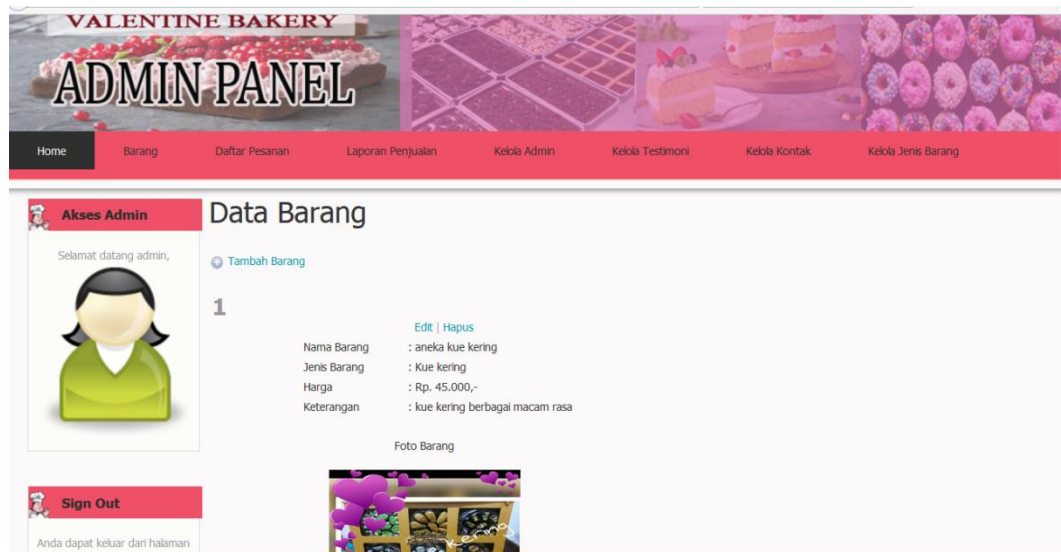 VALENTINE BAKERY
ADMIN PANEL
Home Barang Daftar Pesanan Laporan Penjualan Kelola Admin Kelola Testimoni Kelola Kontak Kelola Jenis Barang
Akses Admin
Selamat datang admin,
Sign Out
Anda dapat keluar dari halaman
Data Barang
Tambah Barang
1
Edit | Hapus
Nama Barang : aneka kue kering
Jenis Barang : Kue kering
Harga : Rp. 45.000,-
Keterangan : kue kering berbagai macam rasa
Foto Barang
kering